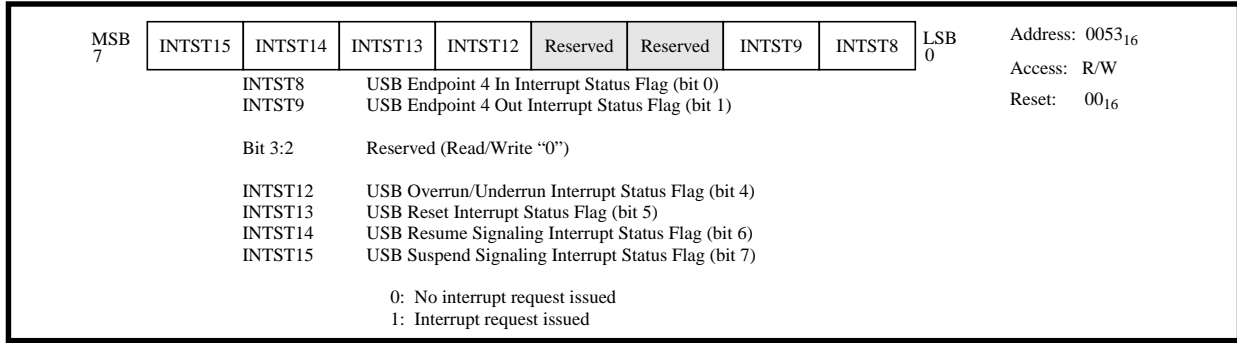 MSB 7 INTST15 INTST14 INTST13 INTST12 Reserved Reserved INTST9 INTST8 LSB 0
Address: 0053₁₆
Access: R/W
Reset: 00₁₆
INTST8 USB Endpoint 4 In Interrupt Status Flag (bit 0)
INTST9 USB Endpoint 4 Out Interrupt Status Flag (bit 1)
Bit 3:2 Reserved (Read/Write “0”)
INTST12 USB Overrun/Underrun Interrupt Status Flag (bit 4)
INTST13 USB Reset Interrupt Status Flag (bit 5)
INTST14 USB Resume Signaling Interrupt Status Flag (bit 6)
INTST15 USB Suspend Signaling Interrupt Status Flag (bit 7)
0: No interrupt request issued
1: Interrupt request issued